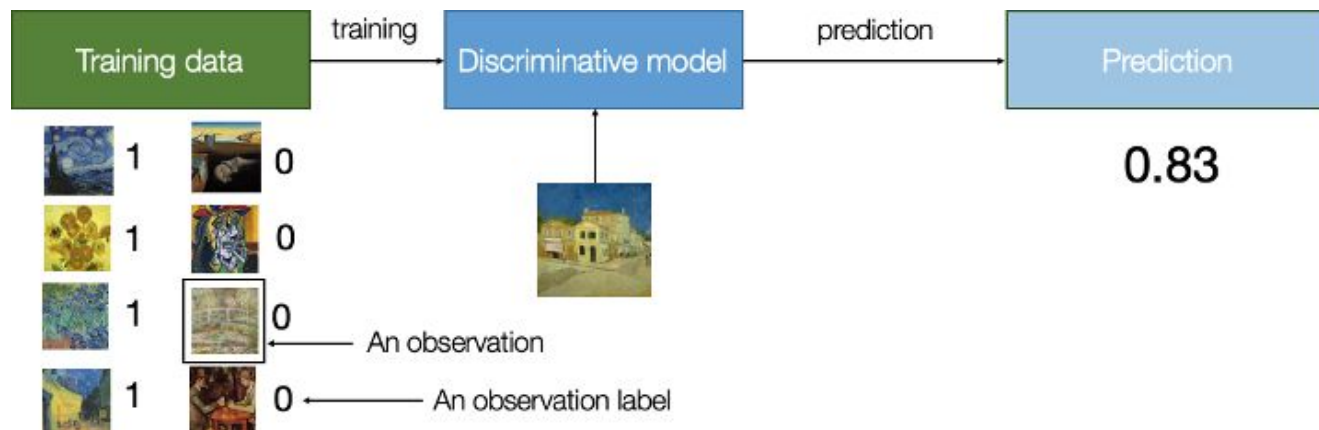 Training data
training
Discriminative model
prediction
Prediction
1
0
0.83
1
0
1
0
An observation
1
0
An observation label